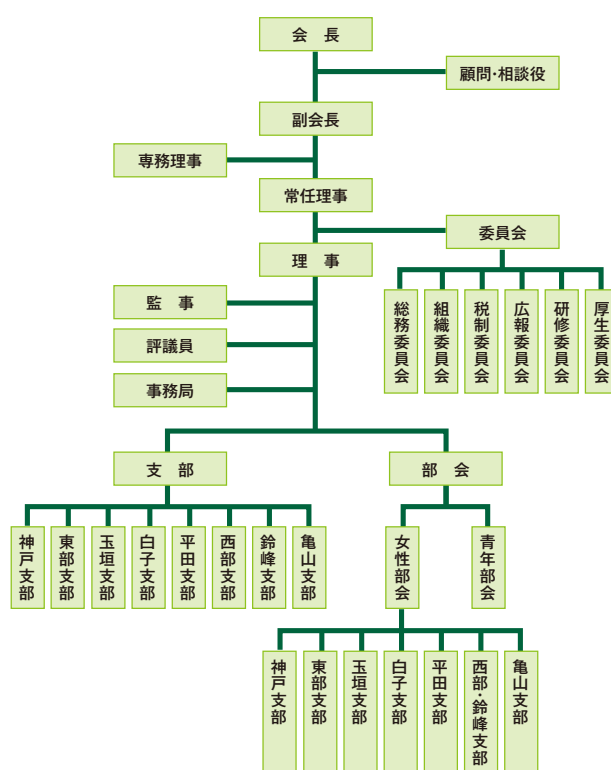 会　長
顧問・相談役
副会長
専務理事
常任理事
委員会
理　事
総務委員会
組織委員会
税制委員会
広報委員会
研修委員会
厚生委員会
監　事
評議員
事務局
支　部
部　会
神戸支部
東部支部
玉垣支部
白子支部
平田支部
西部支部
鈴峰支部
亀山支部
女性部会
青年部会
神戸支部
東部支部
玉垣支部
白子支部
平田支部
西部・鈴峰支部
亀山支部